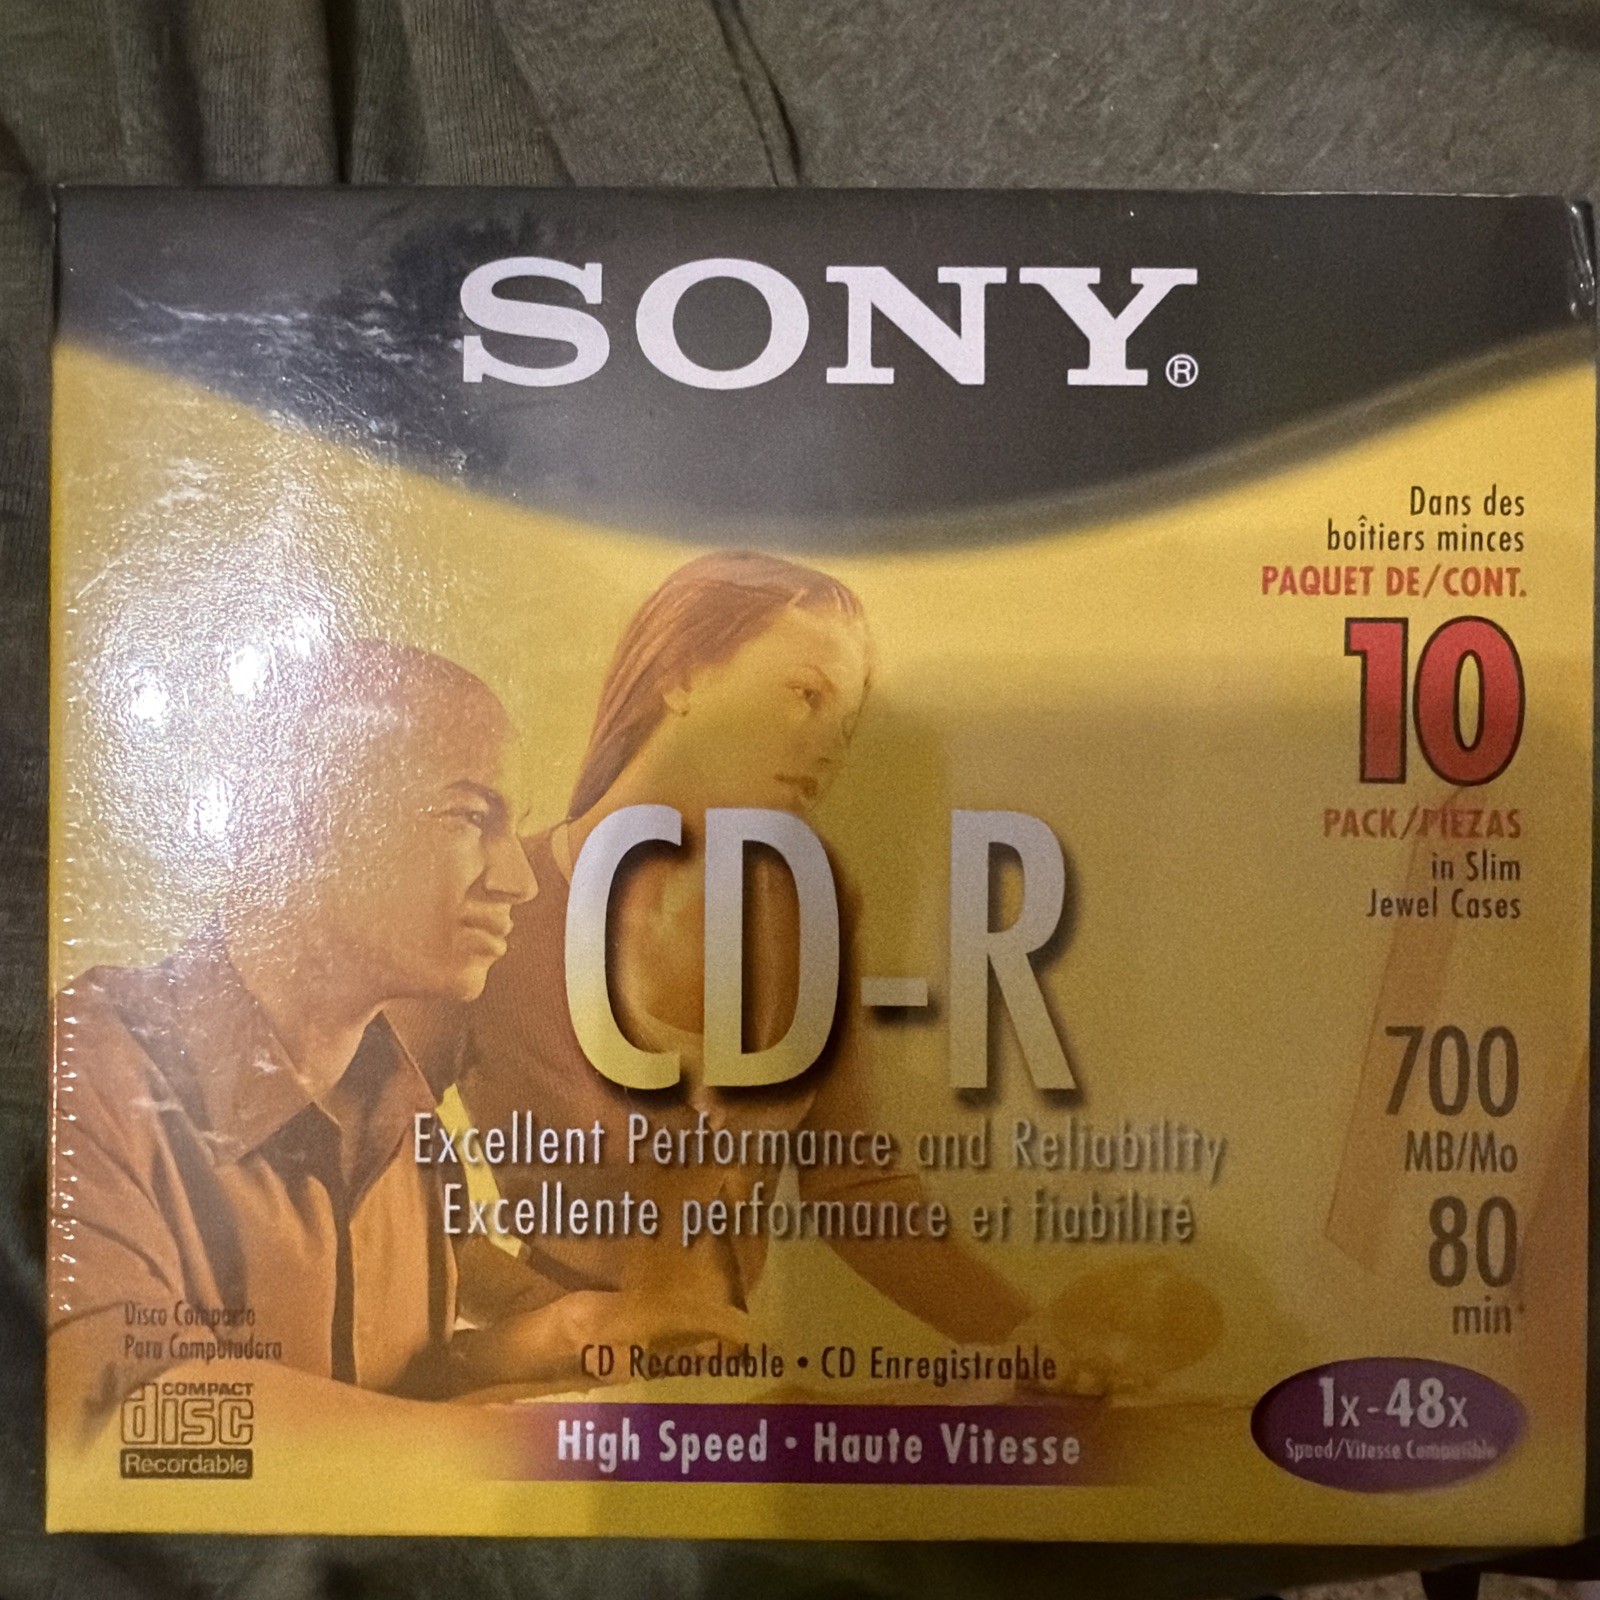 SONY®
Dans des
boîtiers minces
PAQUET DE/CONT.
10
PACK/PIEZAS
in Slim
Jewel Cases
CD-R
700
MB/Mo
Excellent Performance and Reliability
Excellente performance et fiabilité
80
min*
Disco Compacto
Para Computadora
CD Recordable • CD Enregistrable
COMPACT
disc
Recordable
High Speed • Haute Vitesse
1x-48x
Speed/Vitesse Compatible